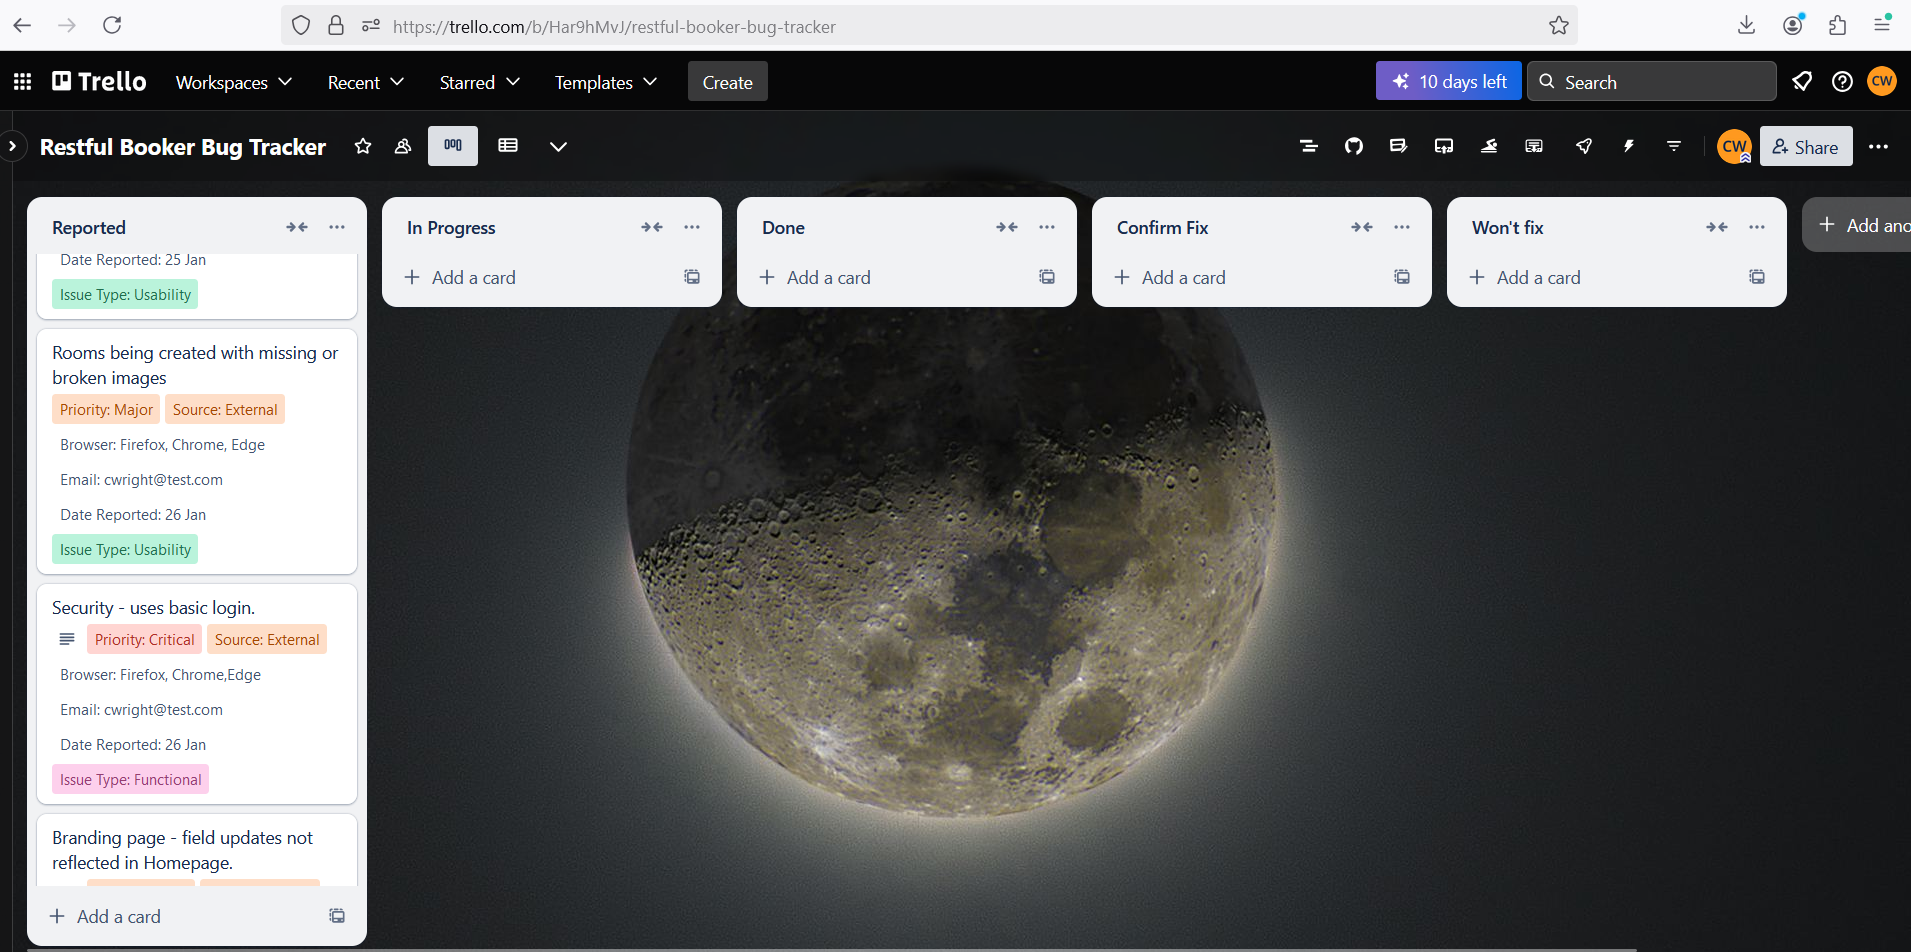 https://trello.com/b/Har9hMvJ/restful-booker-bug-tracker
Trello
Workspaces
Recent
Starred
Templates
Create
10 days left
Search
CW
Restful Booker Bug Tracker
CW
Share
Reported
Date Reported: 25 Jan
Issue Type: Usability
Rooms being created with missing or
broken images
Priority: Major
Source: External
Browser: Firefox, Chrome, Edge
Email: cwright@test.com
Date Reported: 26 Jan
Issue Type: Usability
Security - uses basic login.
Priority: Critical
Source: External
Browser: Firefox, Chrome,Edge
Email: cwright@test.com
Date Reported: 26 Jan
Issue Type: Functional
Branding page - field updates not
reflected in Homepage.
Add a card
In Progress
Add a card
Done
Add a card
Confirm Fix
Add a card
Won't fix
Add a card
Add ano